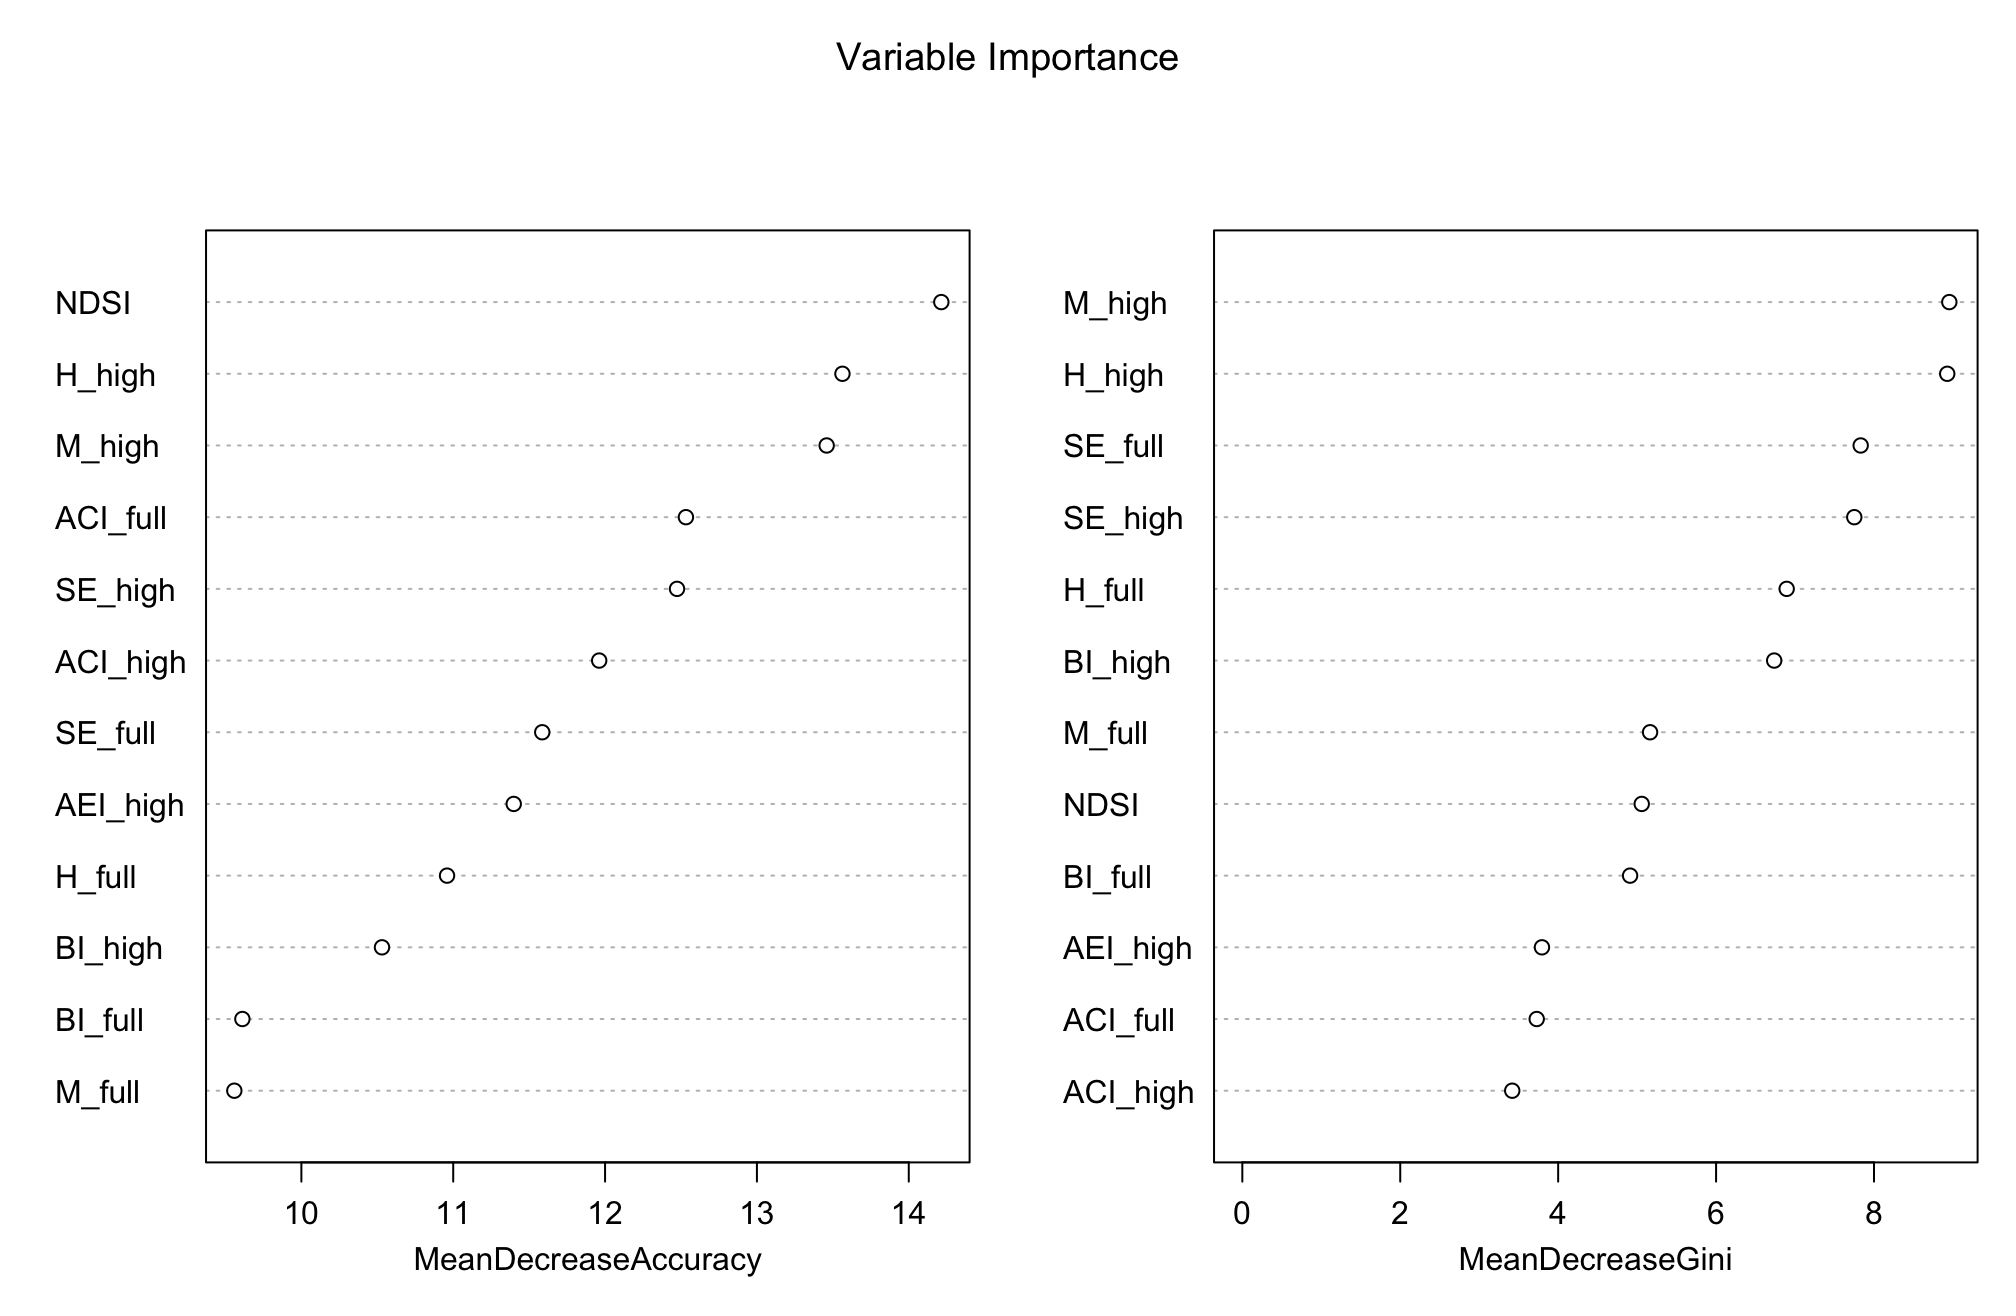 Variable Importance
NDSI
H_high
M_high
ACI_full
SE_high
ACI_high
SE_full
AEI_high
H_full
BI_high
BI_full
M_full
10 11 12 13 14
MeanDecreaseAccuracy
M_high
H_high
SE_full
SE_high
H_full
BI_high
M_full
NDSI
BI_full
AEI_high
ACI_full
ACI_high
0 2 4 6 8
MeanDecreaseGini